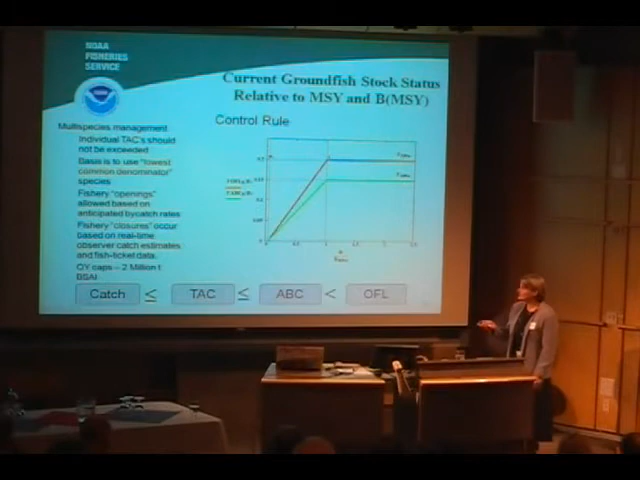 NOAA
FISHERIES
SERVICE
Current Groundfish Stock Status
Relative to MSY and B(MSY)
Control Rule
Multispecies management
Individual TAC's should
not be exceeded
Basis is to use "lowest
common denominator"
species
Fishery "openings"
allowed based on
anticipated bycatch rates
Fishery "closures" occur
based on real-time
observer catch estimates
and fish-ticket data.
OY caps – 2 Million t
BSAI
Catch ≤ TAC ≤ ABC < OFL